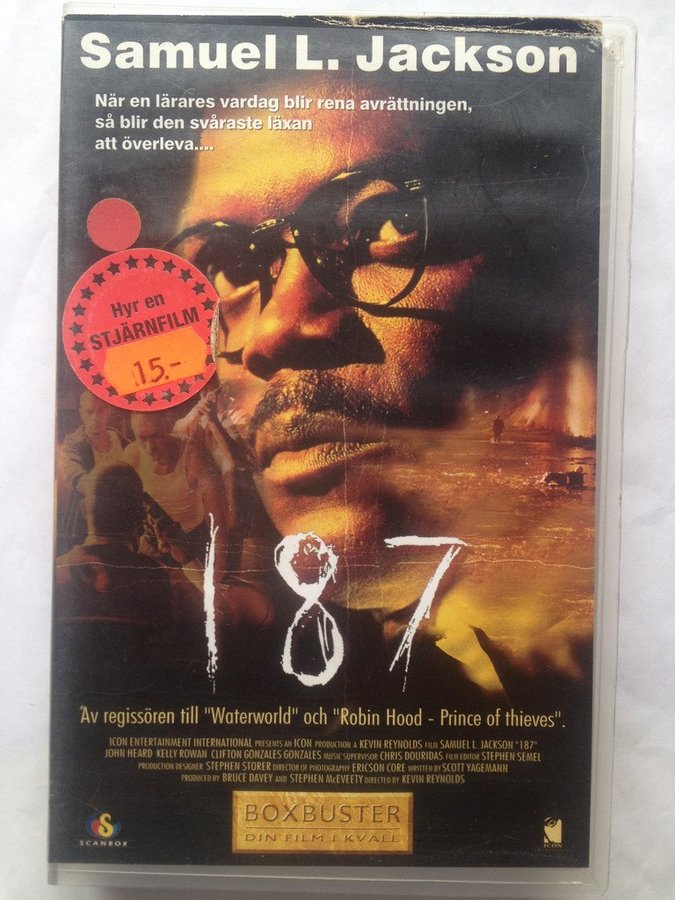 Samuel L. Jackson
När en lärares vardag blir rena avrättningen,
så blir den svåraste läxan
att överleva....
Hyr en
STJÄRNFILM
15.-
187
Av regissören till "Waterworld" och "Robin Hood - Prince of thieves".
ICON ENTERTAINMENT INTERNATIONAL PRESENTS AN ICON PRODUCTION A KEVIN REYNOLDS FILM SAMUEL L. JACKSON "187"
JOHN HEARD KELLY ROWAN CLIFTON GONZALES GONZALES MUSIC SUPERVISOR CHRIS DOURIDAS FILM EDITOR STEPHEN SEMEL
PRODUCTION DESIGNER STEPHEN STORER DIRECTOR OF PHOTOGRAPHY ERICSON CORE WRITTEN BY SCOTT YAGEMANN
PRODUCED BY BRUCE DAVEY AND STEPHEN McEVEETY DIRECTED BY KEVIN REYNOLDS
BOXBUSTER
DIN FILM I KVÄLL
S
SCANBOX
ICON